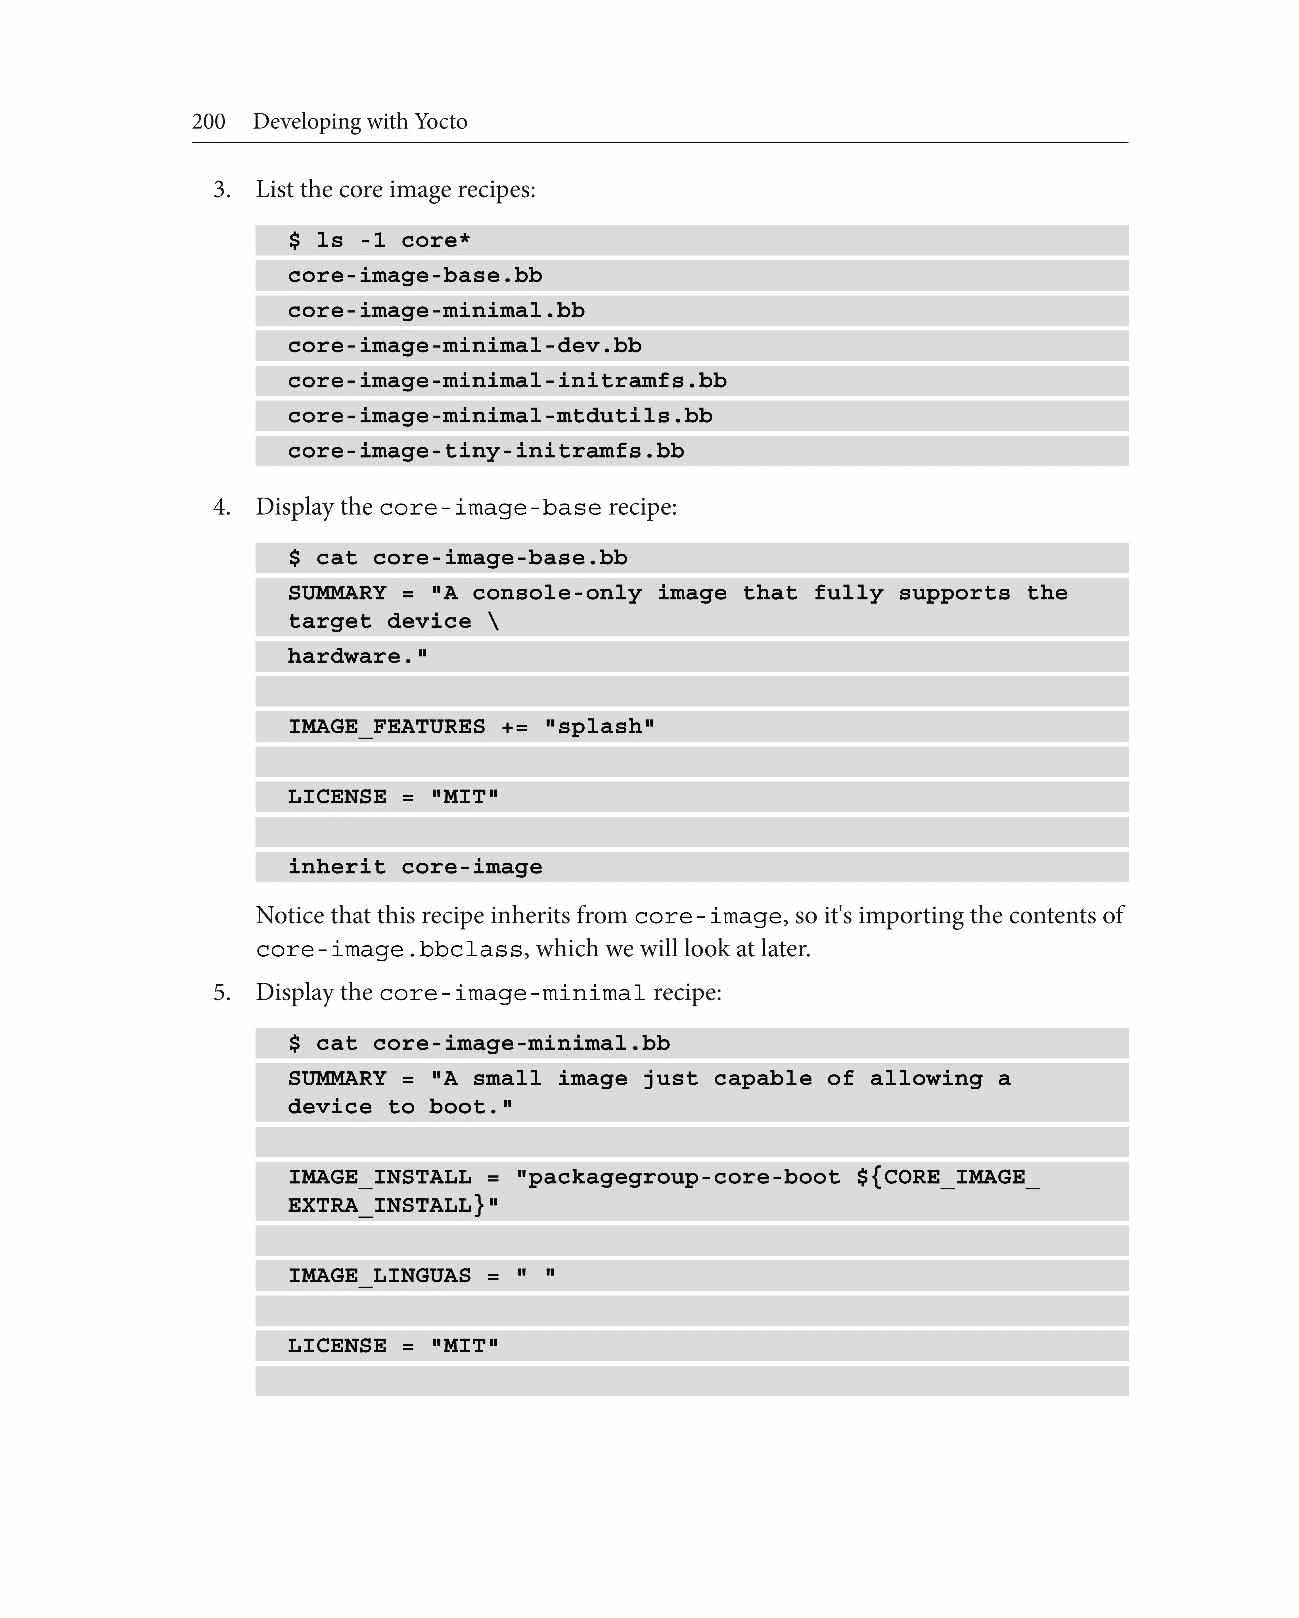 200 Developing with Yocto
3. List the core image recipes:
$ ls -1 core*
core-image-base.bb
core-image-minimal.bb
core-image-minimal-dev.bb
core-image-minimal-initramfs.bb
core-image-minimal-mtdutils.bb
core-image-tiny-initramfs.bb
4. Display the core-image-base recipe:
$ cat core-image-base.bb
SUMMARY = "A console-only image that fully supports the
target device \
hardware."
IMAGE_FEATURES += "splash"
LICENSE = "MIT"
inherit core-image
Notice that this recipe inherits from core-image, so it's importing the contents of
core-image.bbclass, which we will look at later.
5. Display the core-image-minimal recipe:
$ cat core-image-minimal.bb
SUMMARY = "A small image just capable of allowing a
device to boot."
IMAGE_INSTALL = "packagegroup-core-boot ${CORE_IMAGE_
EXTRA_INSTALL}"
IMAGE_LINGUAS = " "
LICENSE = "MIT"